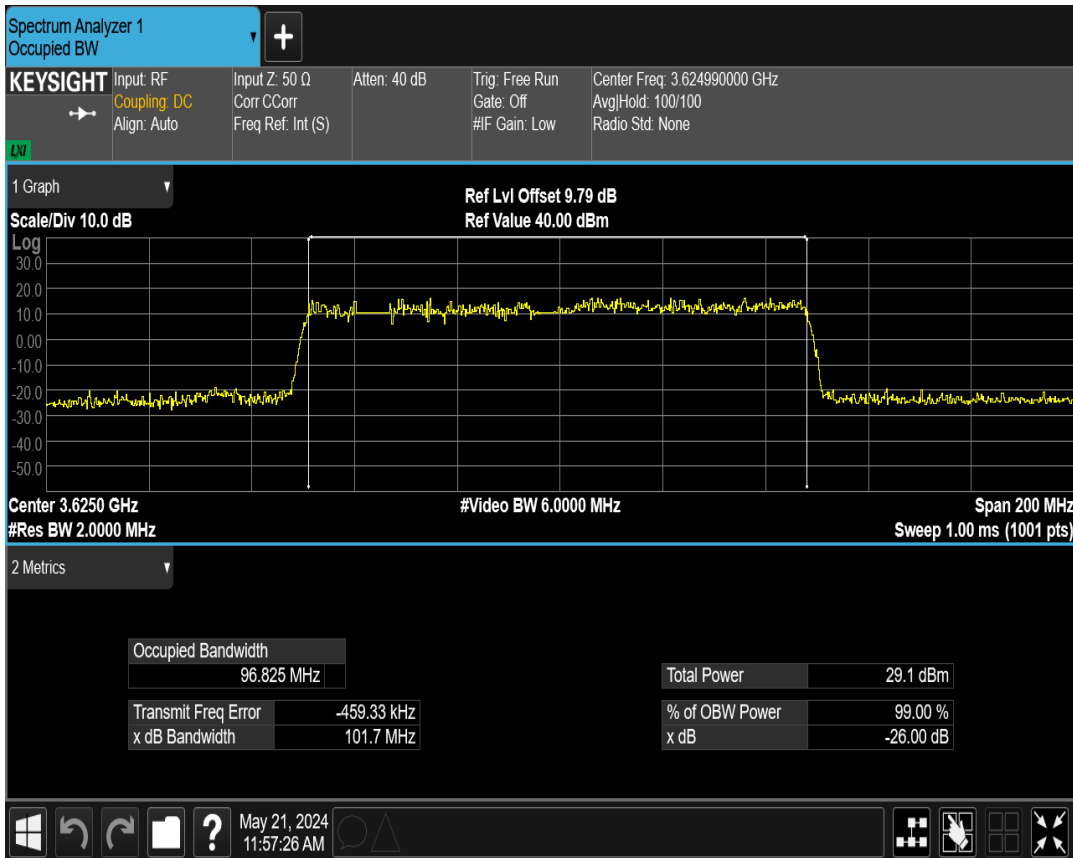 Spectrum Analyzer 1
Occupied BW
KEYSIGHT
LXI
Input: RF
Coupling: DC
Align: Auto
Input Z: 50 Ω
Corr CCorr
Freq Ref: Int (S)
Atten: 40 dB
Trig: Free Run
Gate: Off
#IF Gain: Low
Center Freq: 3.624990000 GHz
Avg|Hold: 100/100
Radio Std: None
1 Graph
Scale/Div 10.0 dB
Ref Lvl Offset 9.79 dB
Ref Value 40.00 dBm
Log
30.0
20.0
10.0
0.00
-10.0
-20.0
-30.0
-40.0
-50.0
Center 3.6250 GHz
#Video BW 6.0000 MHz
Span 200 MHz
#Res BW 2.0000 MHz
Sweep 1.00 ms (1001 pts)
2 Metrics
Occupied Bandwidth
96.825 MHz
Total Power 29.1 dBm
Transmit Freq Error -459.33 kHz
% of OBW Power 99.00 %
x dB Bandwidth 101.7 MHz
x dB -26.00 dB
?
May 21, 2024
11:57:26 AM